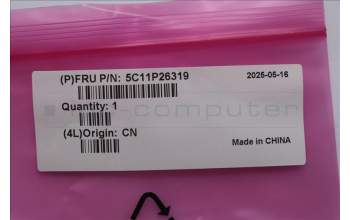 (P)FRU P/N: 5C11P26319
2025-05-16
Quantity: 1
(4L)Origin: CN
Made in CHINA